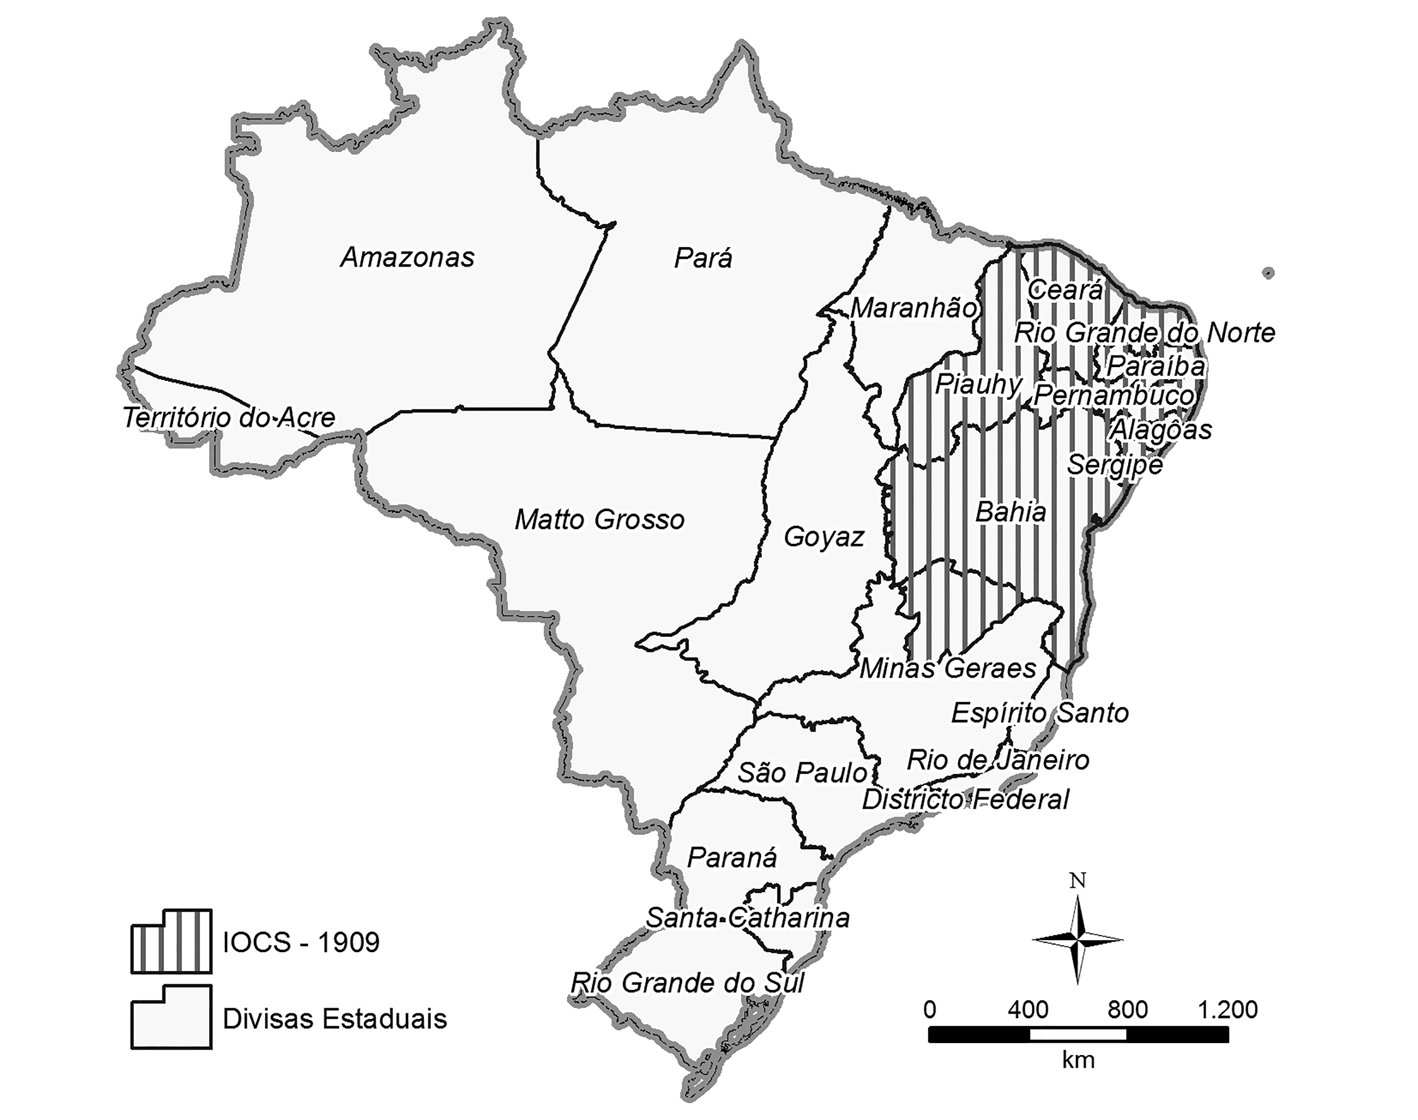 Amazonas
Pará
Maranhão
Ceará
Rio Grande do Norte
Paraíba
Piauhy
Pernambuco
Território do Acre
Alagôas
Sergipe
Matto Grosso
Goyaz
Bahia
Minas Geraes
Espírito Santo
Rio de Janeiro
São Paulo
Districto Federal
Paraná
Santa Catharina
Rio Grande do Sul
IOCS - 1909
Divisas Estaduais
N
0 400 800 1.200
km